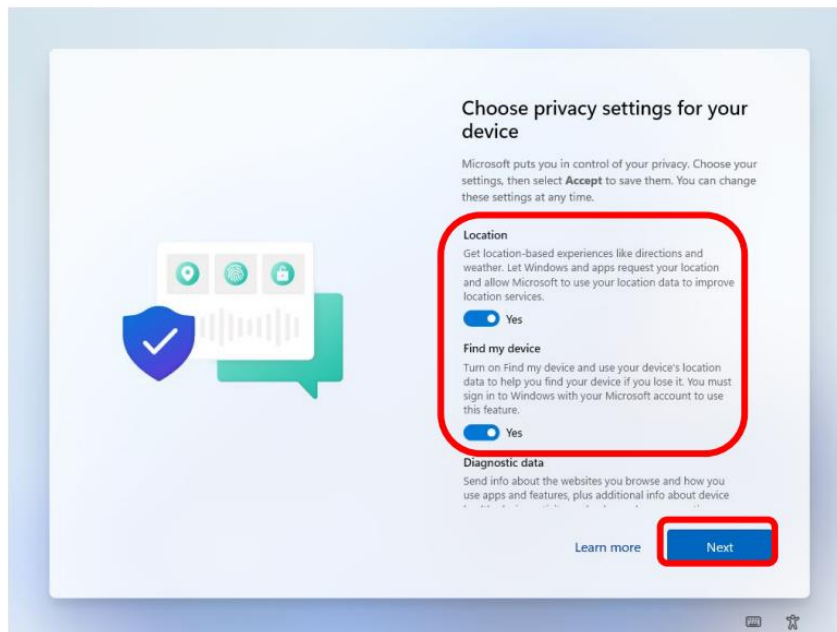 Choose privacy settings for your
device
Microsoft puts you in control of your privacy. Choose your
settings, then select Accept to save them. You can change
these settings at any time.
Location
Get location-based experiences like directions and
weather. Let Windows and apps request your location
and allow Microsoft to use your location data to improve
location services.
Yes
Find my device
Turn on Find my device and use your device's location
data to help you find your device if you lose it. You must
sign in to Windows with your Microsoft account to use
this feature.
Yes
Diagnostic data
Send info about the websites you browse and how you
use apps and features, plus additional info about device
Learn more
Next